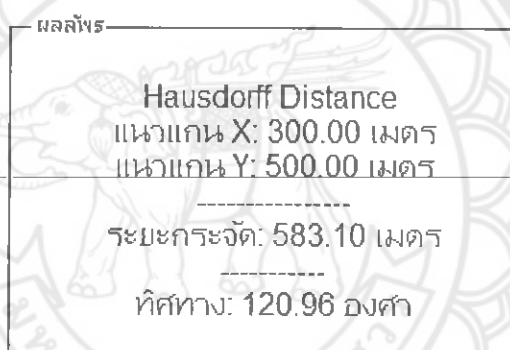 ผลลัพธ์
Hausdorff Distance
แนวแกน X: 300.00 เมตร
แนวแกน Y: 500.00 เมตร
----------------
ระยะกระจัด: 583.10 เมตร
-----------
ทิศทาง: 120.96 องศา